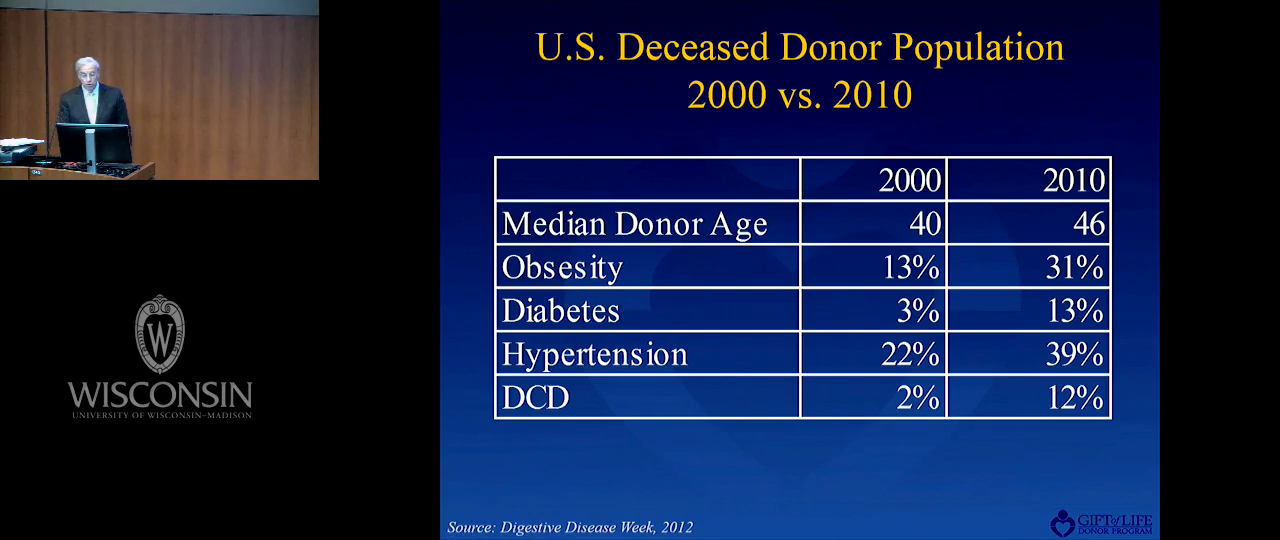 U.S. Deceased Donor Population
2000 vs. 2010
2000 2010
Median Donor Age 40 46
Obsesity 13% 31%
Diabetes 3% 13%
Hypertension 22% 39%
DCD 2% 12%
Source: Digestive Disease Week, 2012
GIFT of LIFE
DONOR PROGRAM
W
WISCONSIN
UNIVERSITY OF WISCONSIN–MADISON